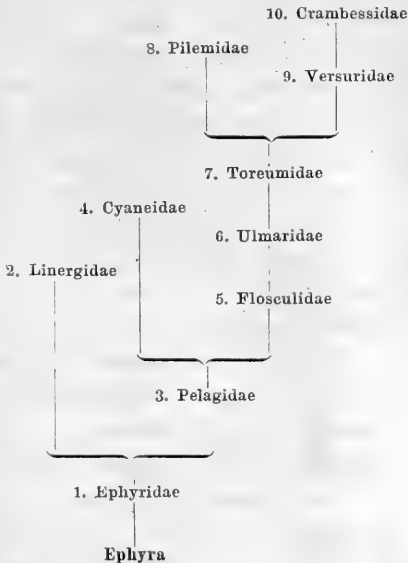 10. Crambessidae
8. Pilemidae
9. Versuridae
7. Toreumidae
4. Cyaneidae
6. Ulmaridae
2. Linergidae
5. Flosculidae
3. Pelagidae
1. Ephyridae
Ephyra